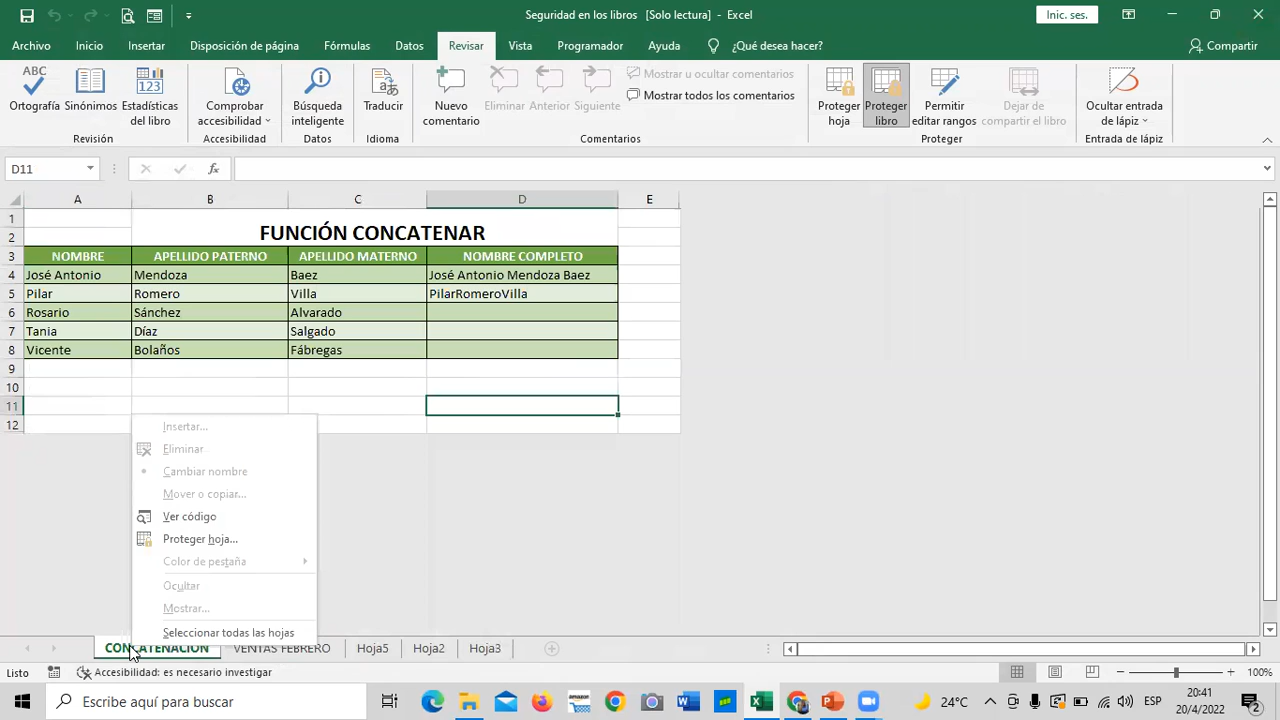 Seguridad en los libros [Solo lectura] - Excel
Inic. ses.
Archivo Inicio Insertar Disposición de página Fórmulas Datos Revisar Vista Programador Ayuda ¿Qué desea hacer? Compartir
ABC
Ortografía
Sinónimos
123
Estadísticas
del libro
Revisión
Comprobar
accesibilidad
Accesibilidad
Búsqueda
inteligente
Datos
Traducir
Idioma
Nuevo
comentario
Eliminar
Anterior
Siguiente
Mostrar u ocultar comentarios
Mostrar todos los comentarios
Comentarios
Proteger
hoja
Proteger
libro
Permitir
editar rangos
Dejar de
compartir el libro
Proteger
Ocultar entrada
de lápiz
Entrada de lápiz
D11
fx
A B C D E
1
2 FUNCIÓN CONCATENAR
3 NOMBRE APELLIDO PATERNO APELLIDO MATERNO NOMBRE COMPLETO
4 José Antonio Mendoza Baez José Antonio Mendoza Baez
5 Pilar Romero Villa PilarRomeroVilla
6 Rosario Sánchez Alvarado
7 Tania Díaz Salgado
8 Vicente Bolaños Fábregas
9
10
11
12
Insertar...
Eliminar
Cambiar nombre
Mover o copiar...
Ver código
Proteger hoja...
Color de pestaña
Ocultar
Mostrar...
Seleccionar todas las hojas
CONCATENACIÓN VENTAS FEBRERO Hoja5 Hoja2 Hoja3
Listo Accesibilidad: es necesario investigar 100%
Escribe aquí para buscar
amazon
24°C
ESP
20:41
20/4/2022
2